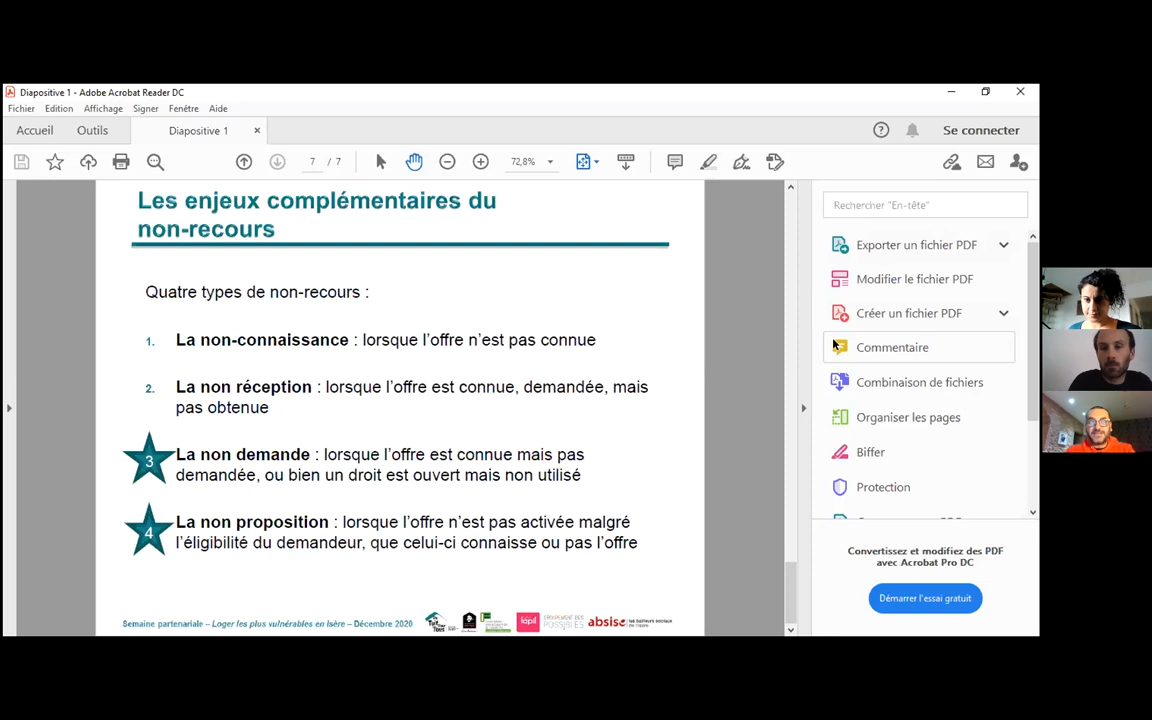 Diapositive 1 - Adobe Acrobat Reader DC
Fichier Edition Affichage Signer Fenêtre Aide
Accueil Outils Diapositive 1 × Se connecter
7 / 7 72,8%
Les enjeux complémentaires du
non-recours
Quatre types de non-recours :
1. La non-connaissance : lorsque l'offre n'est pas connue
2. La non réception : lorsque l'offre est connue, demandée, mais
pas obtenue
3 La non demande : lorsque l'offre est connue mais pas
demandée, ou bien un droit est ouvert mais non utilisé
4 La non proposition : lorsque l'offre n'est pas activée malgré
l'éligibilité du demandeur, que celui-ci connaisse ou pas l'offre
Semaine partenariale – Loger les plus vulnérables en Isère – Décembre 2020
fapil
GROUPEMENT DES
POSSIBLES
absise
Rechercher "En-tête"
Exporter un fichier PDF
Modifier le fichier PDF
Créer un fichier PDF
Commentaire
Combinaison de fichiers
Organiser les pages
Biffer
Protection
Convertissez et modifiez des PDF
avec Acrobat Pro DC
Démarrer l'essai gratuit